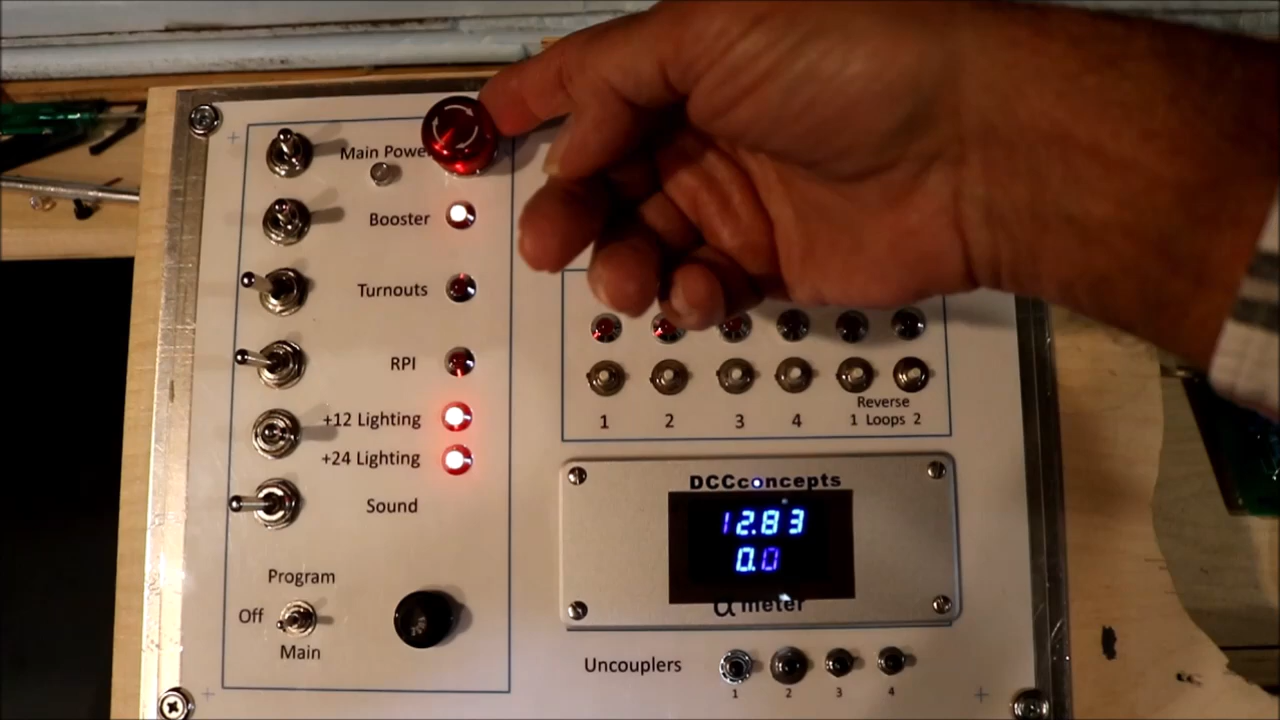 Main Power
Booster
Turnouts
RPI
+12 Lighting
+24 Lighting
Sound
Program
Off
Main
1 2 3 4
Reverse
1 Loops 2
DCCconcepts
12.83
0.0
α meter
Uncouplers
1 2 3 4